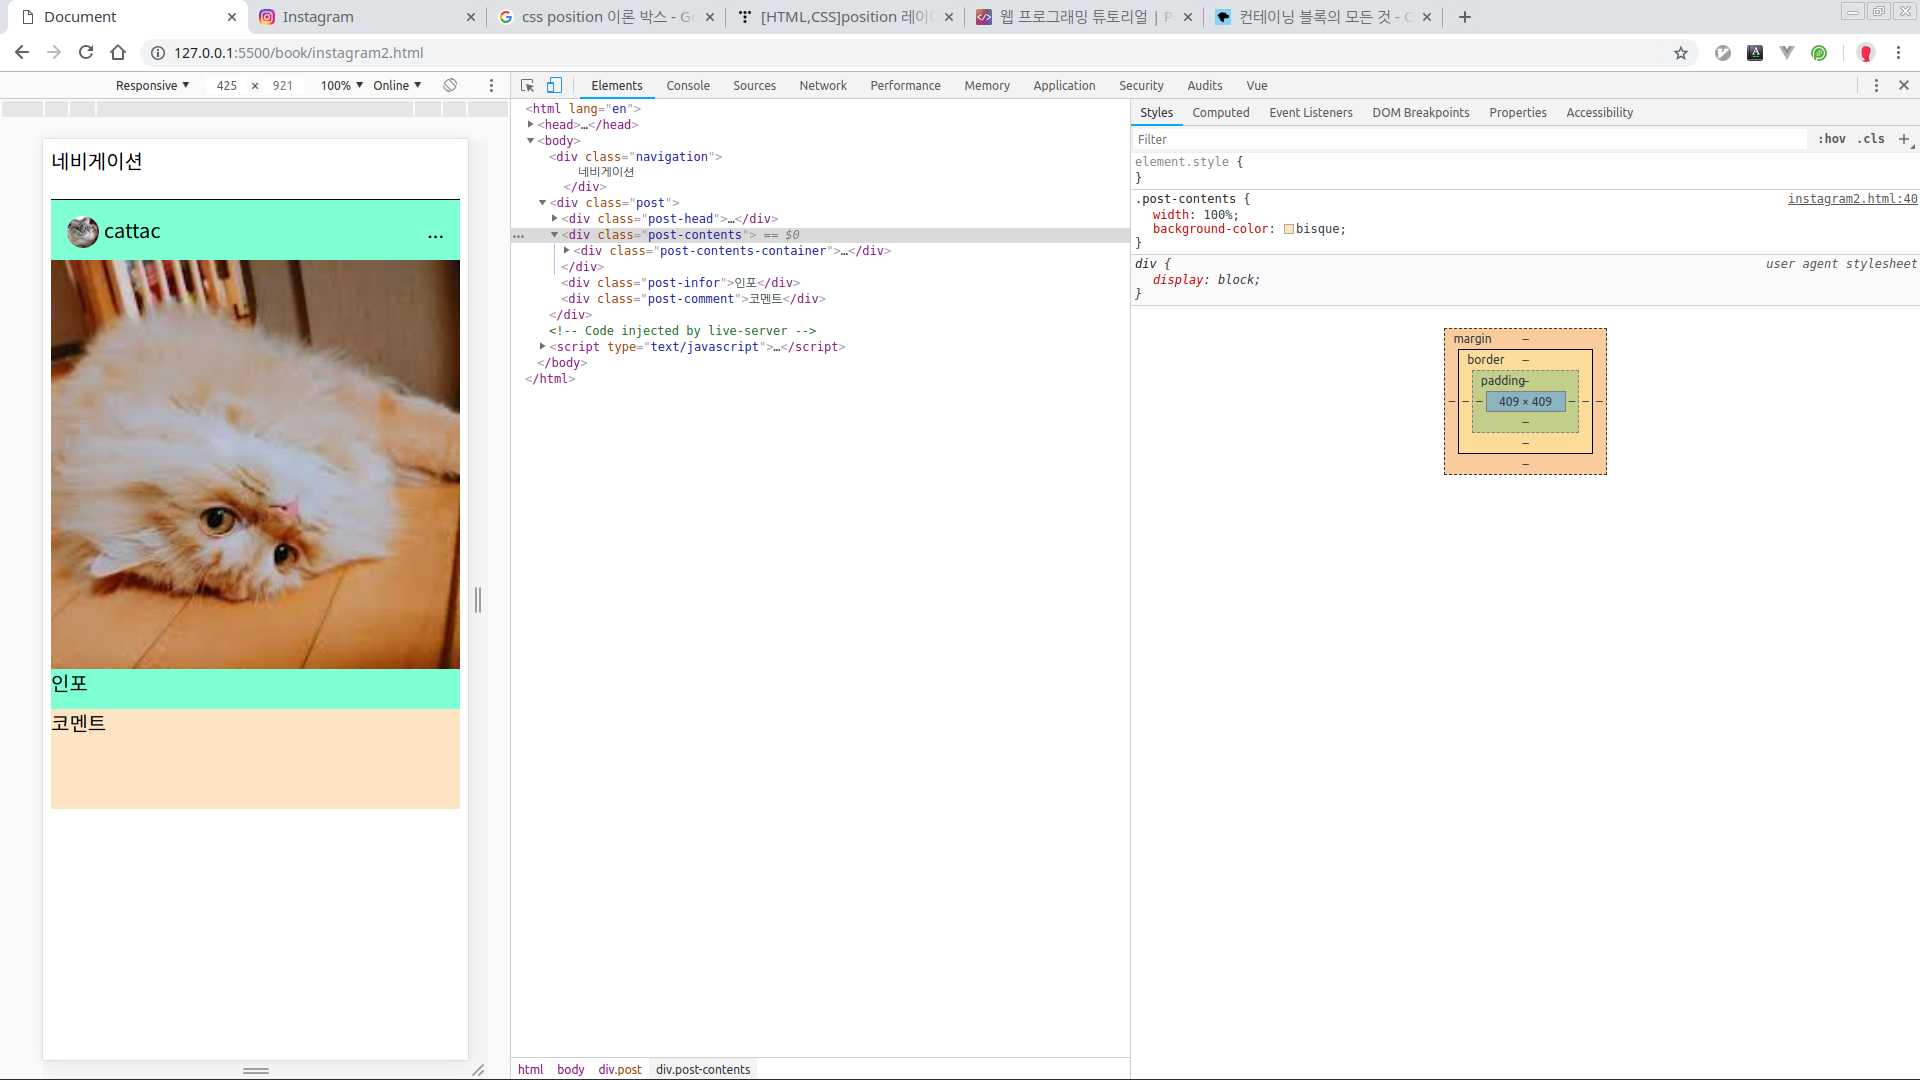 Document
Instagram
css position 이론 박스 - Go
[HTML,CSS]position 레이
웹 프로그래밍 튜토리얼 | P
컨테이닝 블록의 모든 것 - C
127.0.0.1:5500/book/instagram2.html
Responsive ▼ 425 × 921 100% ▼ Online ▼
Elements Console Sources Network Performance Memory Application Security Audits Vue
네비게이션
cattac ...
인포
코멘트
<html lang="en">
<head>…</head>
<body>
<div class="navigation">
네비게이션
</div>
<div class="post">
<div class="post-head">…</div>
<div class="post-contents"> == $0
<div class="post-contents-container">…</div>
</div>
<div class="post-infor">인포</div>
<div class="post-comment">코멘트</div>
</div>
<!-- Code injected by live-server -->
<script type="text/javascript">…</script>
</body>
</html>
html body div.post div.post-contents
Styles Computed Event Listeners DOM Breakpoints Properties Accessibility
Filter :hov .cls +
element.style {
}
.post-contents { instagram2.html:40
width: 100%;
background-color: bisque;
}
div { user agent stylesheet
display: block;
}
margin –
border –
padding –
– – – 409 × 409 – – –
–
–
–